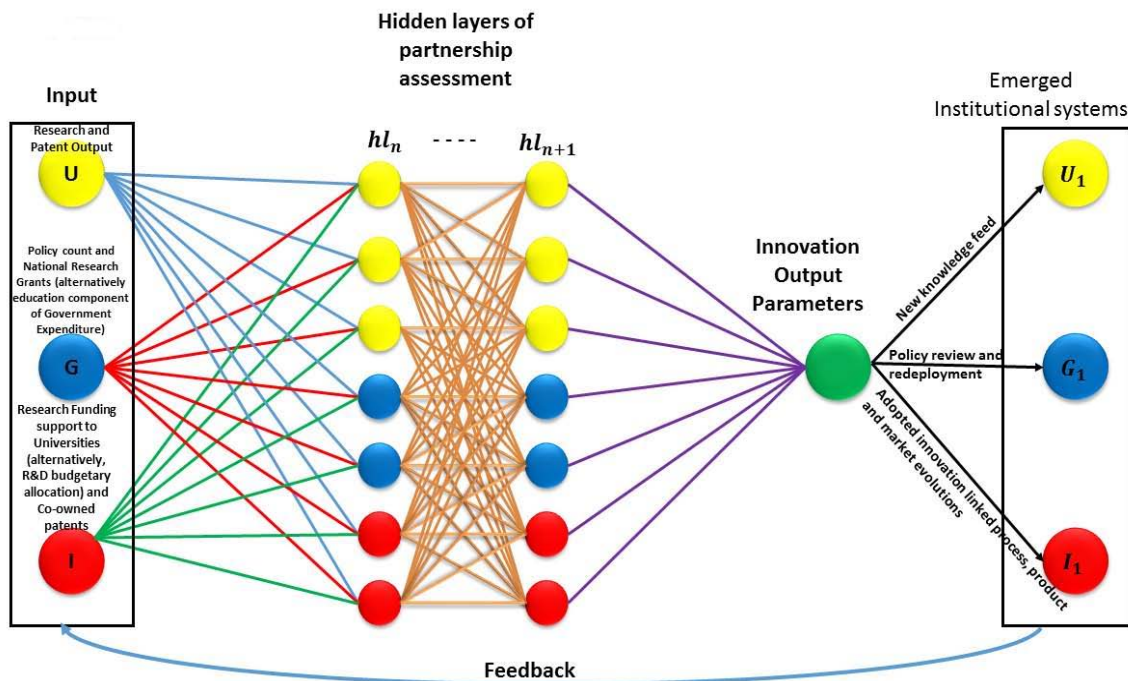 Hidden layers of
partnership
assessment
Input
Research and
Patent Output
U
Policy count and
National Research
Grants (alternatively
education component
of Government
Expenditure)
G
Research Funding
support to
Universities
(alternatively,
R&D budgetary
allocation) and
Co-owned
patents
I
hlₙ - - - - hlₙ₊₁
Innovation
Output
Parameters
Emerged
Institutional systems
New knowledge feed
Policy review and
redeployment
Adopted innovation linked process, product
and market evolutions
U₁
G₁
I₁
Feedback